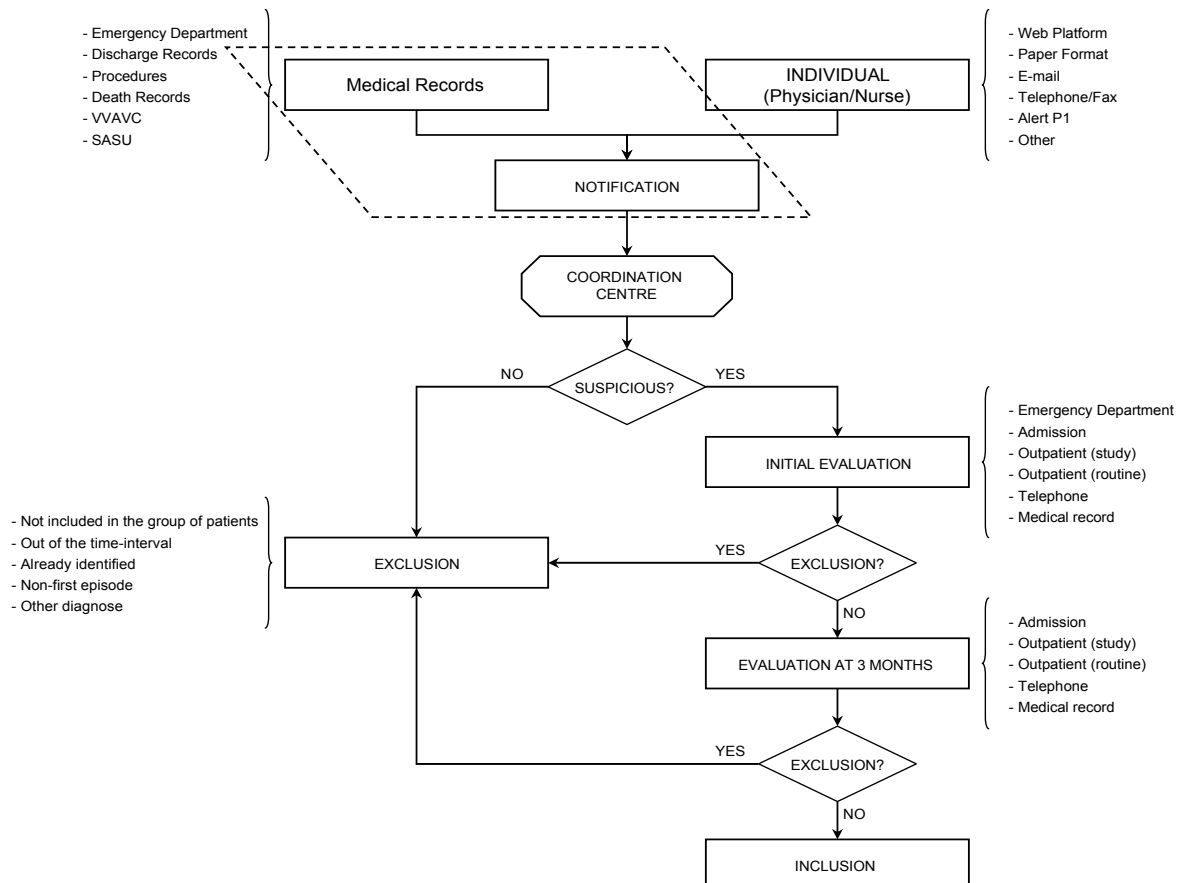 - Emergency Department
- Discharge Records
- Procedures
- Death Records
- VVAVC
- SASU
Medical Records
INDIVIDUAL
(Physician/Nurse)
- Web Platform
- Paper Format
- E-mail
- Telephone/Fax
- Alert P1
- Other
NOTIFICATION
COORDINATION
CENTRE
NO
SUSPICIOUS?
YES
INITIAL EVALUATION
- Emergency Department
- Admission
- Outpatient (study)
- Outpatient (routine)
- Telephone
- Medical record
- Not included in the group of patients
- Out of the time-interval
- Already identified
- Non-first episode
- Other diagnose
EXCLUSION
YES
EXCLUSION?
NO
EVALUATION AT 3 MONTHS
- Admission
- Outpatient (study)
- Outpatient (routine)
- Telephone
- Medical record
YES
EXCLUSION?
NO
INCLUSION